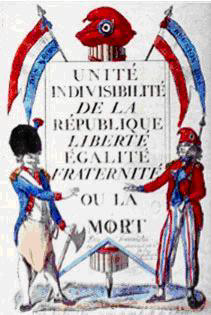 UNITÉ
INDIVISIBILITÉ
DE LA
RÉPUBLIQUE
LIBERTÉ
ÉGALITÉ
FRATERNITÉ
OU LA
MORT